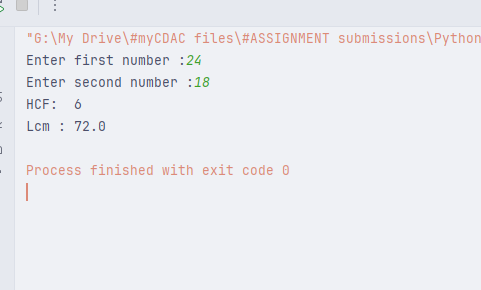 "G:\My Drive\#myCDAC files\#ASSIGNMENT submissions\Python
Enter first number :24
Enter second number :18
HCF:  6
Lcm : 72.0
Process finished with exit code 0